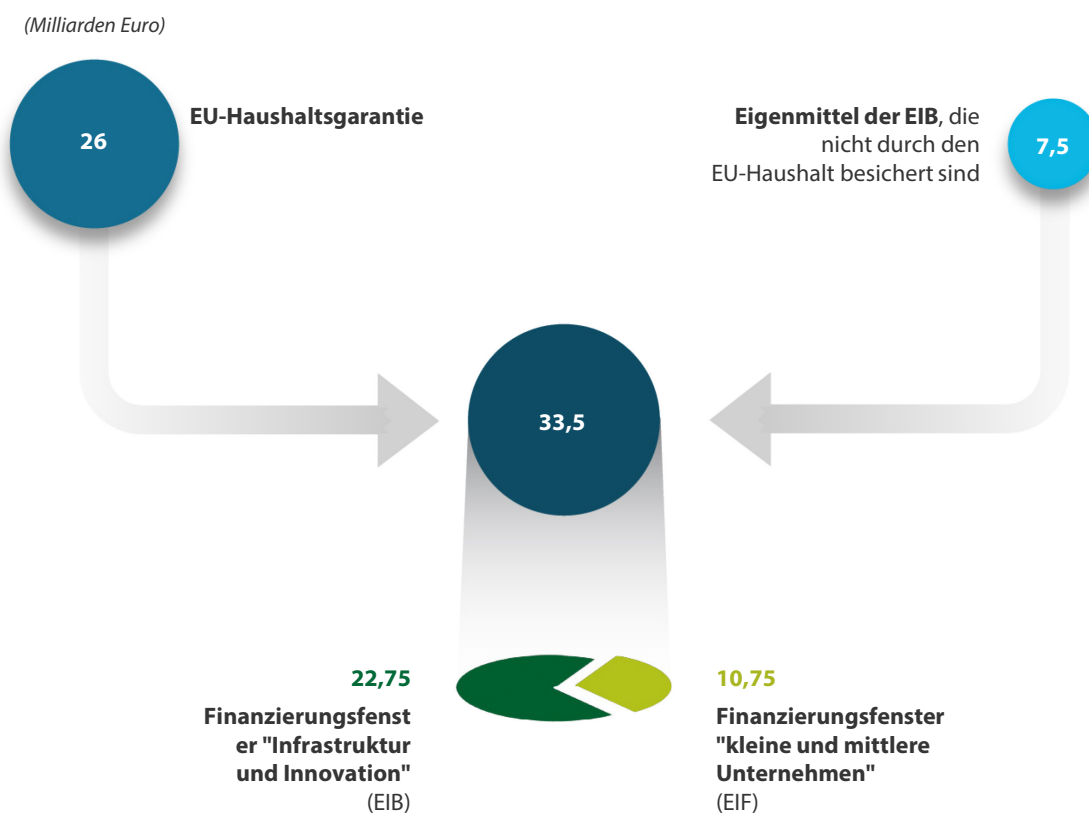 (Milliarden Euro)
26
EU-Haushaltsgarantie
Eigenmittel der EIB, die
nicht durch den
EU-Haushalt besichert sind
7,5
33,5
22,75
Finanzierungsfenst
er "Infrastruktur
und Innovation"
(EIB)
10,75
Finanzierungsfenster
"kleine und mittlere
Unternehmen"
(EIF)